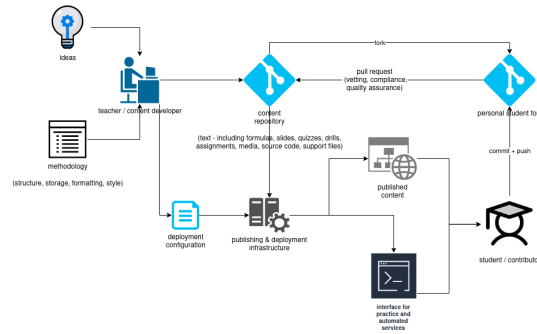 fork
ideas
pull request
(vetting, compliance,
quality assurance)
teacher / content developer
content
repository
personal student fo
(text - including formulas, slides, quizzes, drills,
assignments, media, source code, support files)
commit + push
methodology
(structure, storage, formatting, style)
published
content
deployment
configuration
publishing & deployment
infrastructure
student / contributo
interface for
practice and
automated
services